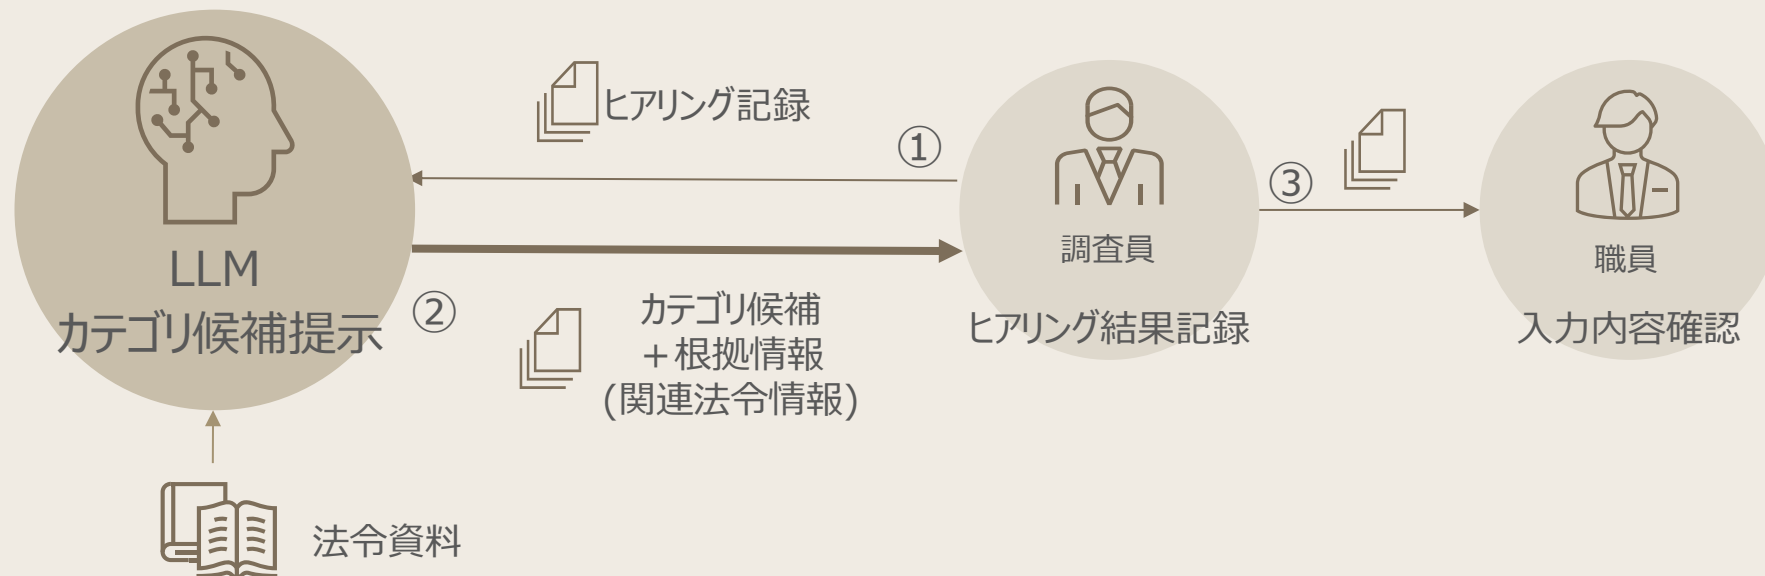 ヒアリング記録
①
③
調査員
職員
LLM
カテゴリ候補提示
②
カテゴリ候補
+根拠情報
(関連法令情報)
ヒアリング結果記録
入力内容確認
法令資料